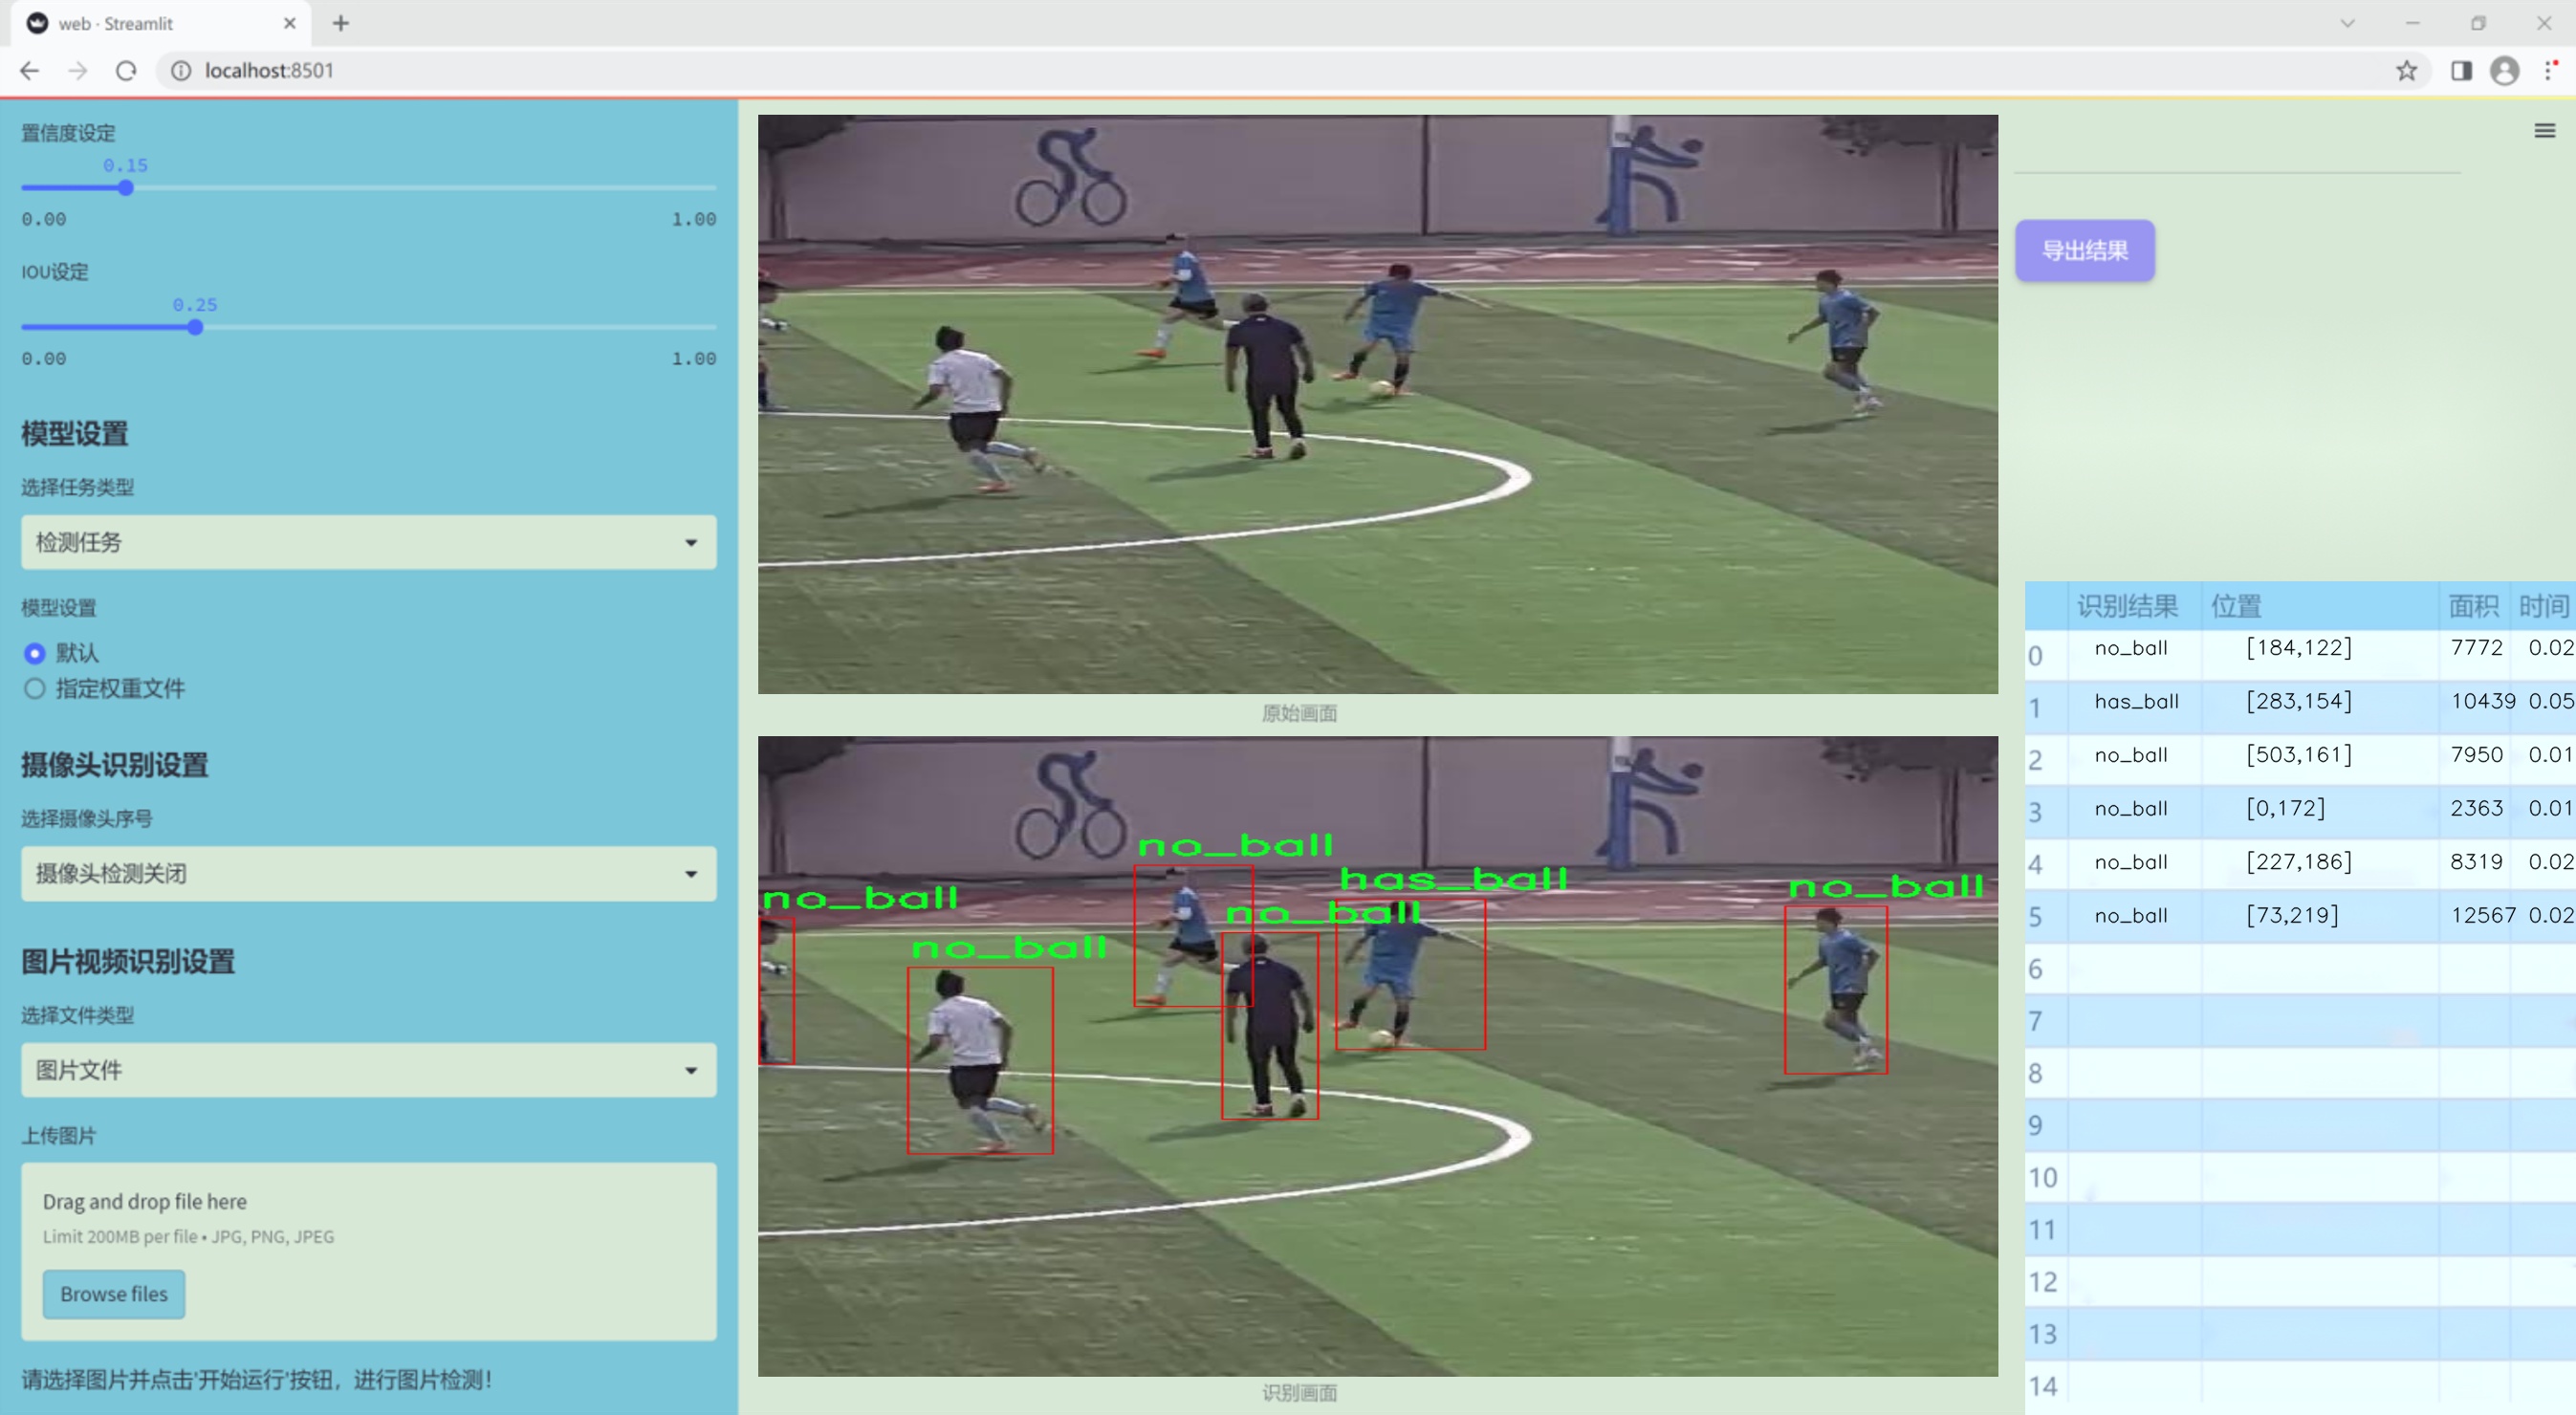 web · Streamlit
localhost:8501
置信度设定
0.15
0.00 1.00
IOU设定
0.25
0.00 1.00
模型设置
选择任务类型
检测任务
模型设置
默认
指定权重文件
摄像头识别设置
选择摄像头序号
摄像头检测关闭
图片视频识别设置
选择文件类型
图片文件
上传图片
Drag and drop file here
Limit 200MB per file • JPG, PNG, JPEG
Browse files
请选择图片并点击'开始运行'按钮，进行图片检测！
原始画面
no_ball
has_ball
no_ball
no_ball
no_ball
no_ball
识别画面
导出结果
识别结果 位置 面积 时间
0 no_ball [184,122] 7772 0.02
1 has_ball [283,154] 10439 0.05
2 no_ball [503,161] 7950 0.01
3 no_ball [0,172] 2363 0.01
4 no_ball [227,186] 8319 0.02
5 no_ball [73,219] 12567 0.02
6
7
8
9
10
11
12
13
14